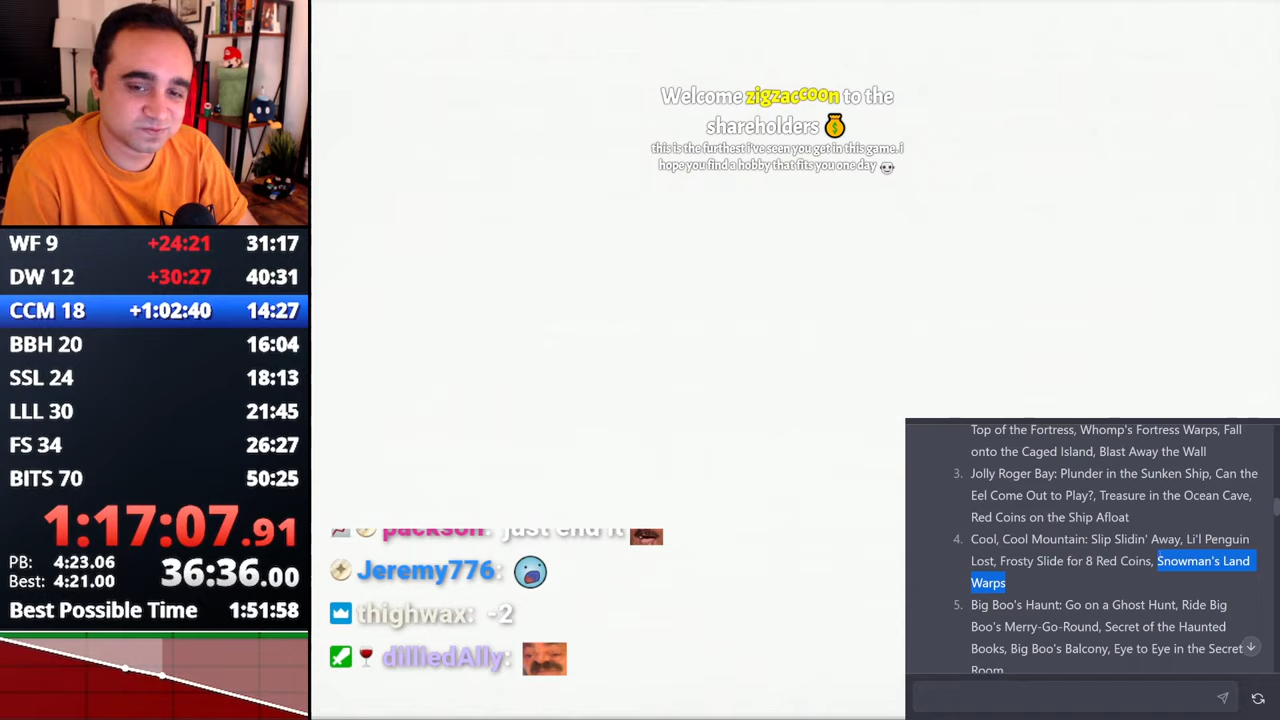 Welcome zigzaccoon to the
shareholders
this is the furthest i've seen you get in this game. i
hope you find a hobby that fits you one day
WF 9 +24:21 31:17
DW 12 +30:27 40:31
CCM 18 +1:02:40 14:27
BBH 20 16:04
SSL 24 18:13
LLL 30 21:45
FS 34 26:27
BITS 70 50:25
1:17:07.91
PB: 4:23.06
Best: 4:21.00
36:36.00
Best Possible Time 1:51:58
packson: just end it
Jeremy776:
thighwax: -2
dilliedAlly:
Top of the Fortress, Whomp's Fortress Warps, Fall
onto the Caged Island, Blast Away the Wall
3. Jolly Roger Bay: Plunder in the Sunken Ship, Can the
Eel Come Out to Play?, Treasure in the Ocean Cave,
Red Coins on the Ship Afloat
4. Cool, Cool Mountain: Slip Slidin' Away, Li'l Penguin
Lost, Frosty Slide for 8 Red Coins, Snowman's Land
Warps
5. Big Boo's Haunt: Go on a Ghost Hunt, Ride Big
Boo's Merry-Go-Round, Secret of the Haunted
Books, Big Boo's Balcony, Eye to Eye in the Secret
Room